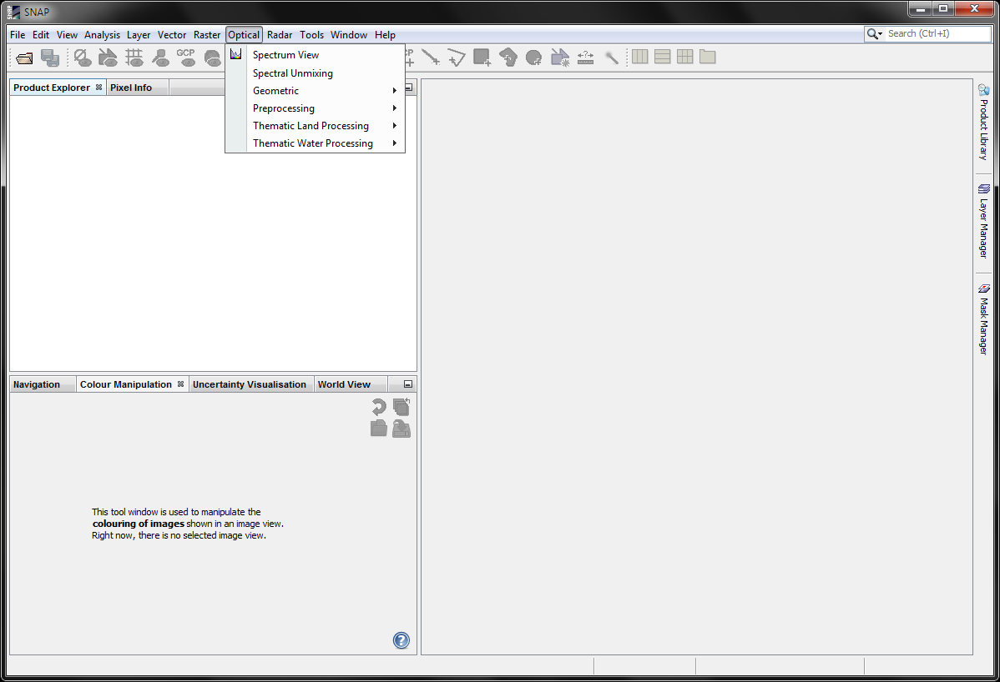 SNAP
SNAP
File Edit View Analysis Layer Vector Raster Optical Radar Tools Window Help
Search (Ctrl+I)
GCP
Spectrum View
Spectral Unmixing
Geometric
Preprocessing
Thematic Land Processing
Thematic Water Processing
Product Explorer Pixel Info
Product Library
Layer Manager
Mask Manager
Navigation Colour Manipulation Uncertainty Visualisation World View
This tool window is used to manipulate the
colouring of images shown in an image view.
Right now, there is no selected image view.